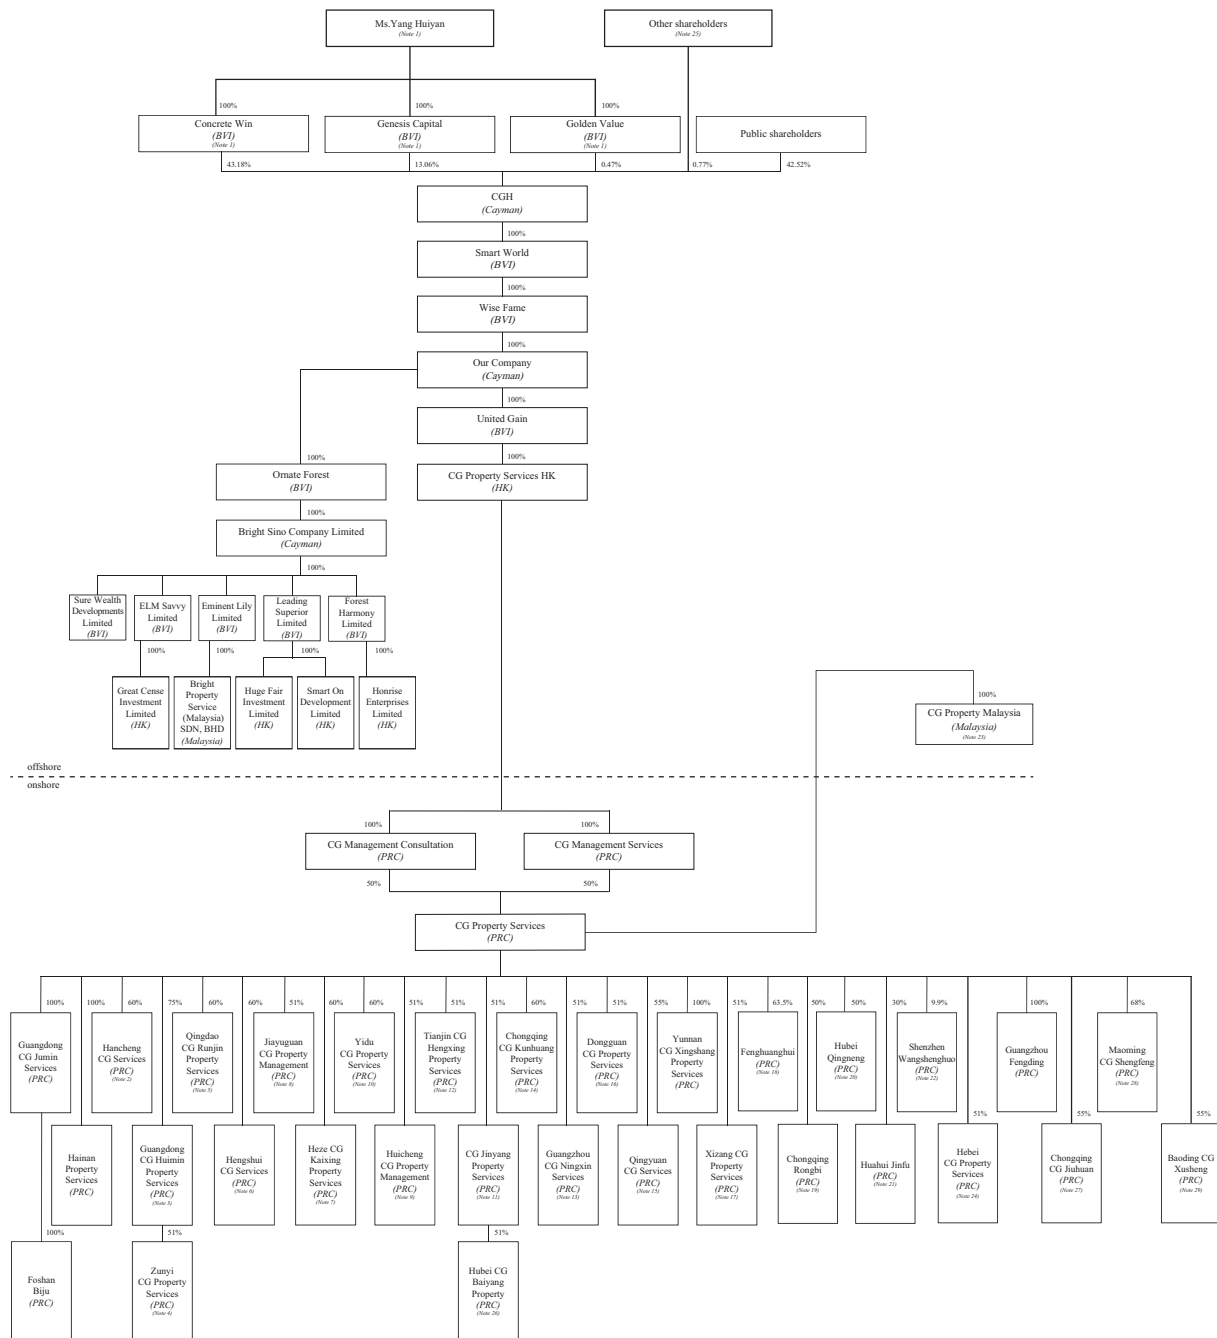 Ms.Yang Huiyan
(Note 1)
Other shareholders
(Note 25)
100%
100%
100%
Concrete Win
(BVI)
(Note 1)
Genesis Capital
(BVI)
(Note 1)
Golden Value
(BVI)
(Note 1)
Public shareholders
43.18%
13.06%
0.47%
0.77%
42.52%
CGH
(Cayman)
100%
Smart World
(BVI)
100%
Wise Fame
(BVI)
100%
Our Company
(Cayman)
100%
United Gain
(BVI)
100%
100%
Ornate Forest
(BVI)
CG Property Services HK
(HK)
100%
Bright Sino Company Limited
(Cayman)
100%
Sure Wealth
Developments
Limited
(BVI)
ELM Savvy
Limited
(BVI)
Eminent Lily
Limited
(BVI)
Leading
Superior
Limited
(BVI)
Forest
Harmony
Limited
(BVI)
100%
100%
100%
100%
Great Cense
Investment
Limited
(HK)
Bright
Property
Service
(Malaysia)
SDN, BHD
(Malaysia)
Huge Fair
Investment
Limited
(HK)
Smart On
Development
Limited
(HK)
Honrise
Enterprises
Limited
(HK)
100%
CG Property Malaysia
(Malaysia)
(Note 23)
offshore
onshore
100%
100%
CG Management Consultation
(PRC)
CG Management Services
(PRC)
50%
50%
CG Property Services
(PRC)
100%
100%
60%
75%
60%
60%
51%
60%
60%
51%
51%
51%
60%
51%
51%
55%
100%
51%
63.5%
50%
50%
30%
9.9%
100%
68%
Guangdong
CG Jumin
Services
(PRC)
Hancheng
CG Services
(PRC)
(Note 2)
Qingdao
CG Runjin
Property
Services
(PRC)
(Note 5)
Jiayuguan
CG Property
Management
(PRC)
(Note 8)
Yidu
CG Property
Services
(PRC)
(Note 10)
Tianjin CG
Hengxing
Property
Services
(PRC)
(Note 12)
Chongqing
CG Kunhuang
Property
Services
(PRC)
(Note 14)
Dongguan
CG Property
Services
(PRC)
(Note 16)
Yunnan
CG Xingshang
Property
Services
(PRC)
Fenghuanghui
(PRC)
(Note 18)
Hubei
Qingneng
(PRC)
(Note 20)
Shenzhen
Wangshenghuo
(PRC)
(Note 22)
Guangzhou
Fengding
(PRC)
Maoming
CG Shengfeng
(PRC)
(Note 28)
51%
55%
55%
Hainan
Property
Services
(PRC)
Guangdong
CG Huimin
Property
Services
(PRC)
(Note 3)
Hengshui
CG Services
(PRC)
(Note 6)
Heze CG
Kaixing
Property
Services
(PRC)
(Note 7)
Huicheng
CG Property
Management
(PRC)
(Note 9)
CG Jinyang
Property
Services
(PRC)
(Note 11)
Guangzhou
CG Ningxin
Services
(PRC)
(Note 13)
Qingyuan
CG Services
(PRC)
(Note 15)
Xizang CG
Property
Services
(PRC)
(Note 17)
Chongqing
Rongbi
(PRC)
(Note 19)
Huahui Jinfu
(PRC)
(Note 21)
Hebei
CG Property
Services
(PRC)
(Note 24)
Chongqing
CG Jiuhuan
(PRC)
(Note 27)
Baoding CG
Xusheng
(PRC)
(Note 29)
100%
51%
51%
Foshan
Biju
(PRC)
Zunyi
CG Property
Services
(PRC)
(Note 4)
Hubei CG
Baiyang
Property
(PRC)
(Note 26)